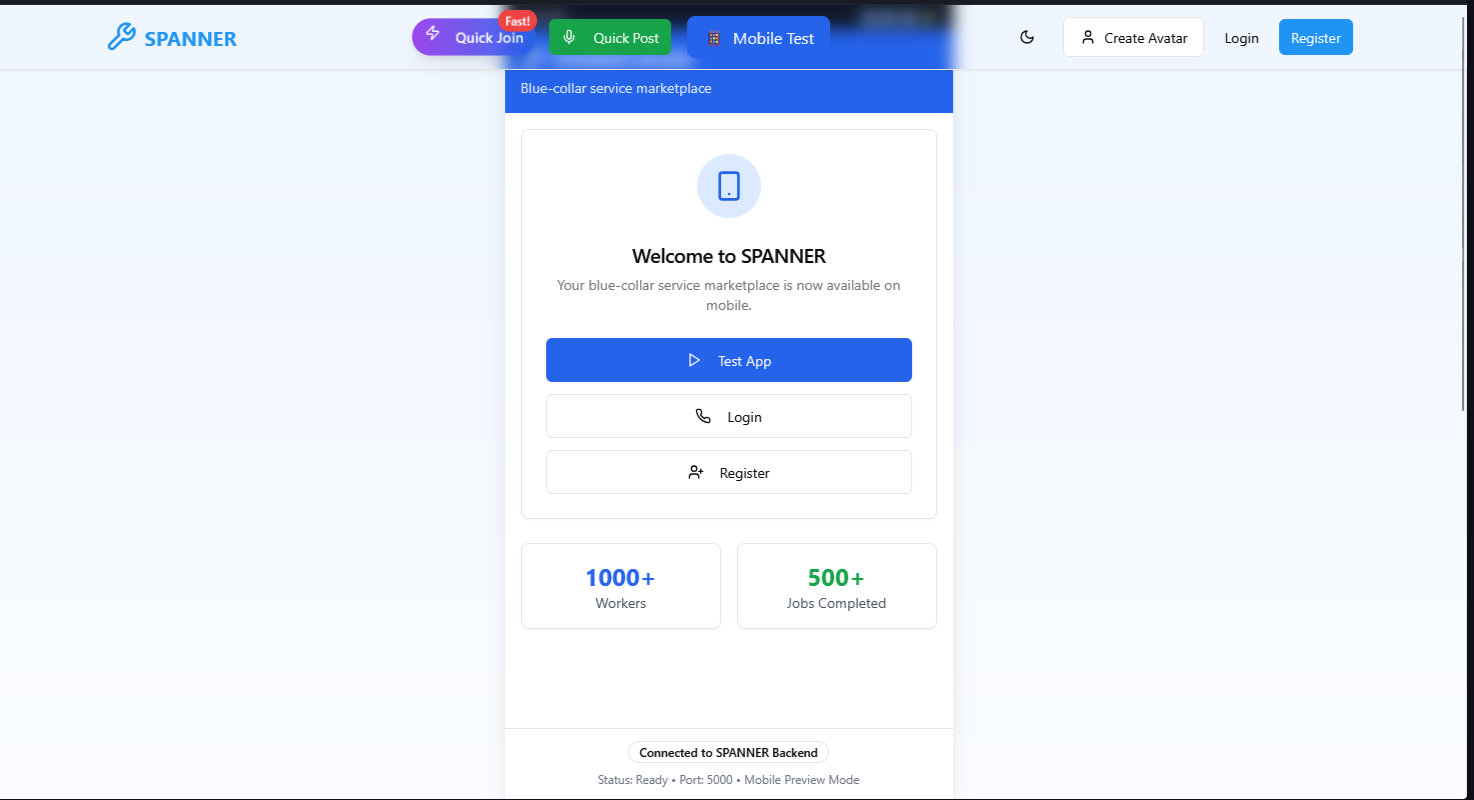 SPANNER
Quick Join
Fast!
Quick Post
Mobile Test
Create Avatar
Login
Register
Blue-collar service marketplace
Welcome to SPANNER
Your blue-collar service marketplace is now available on
mobile.
Test App
Login
Register
1000+
Workers
500+
Jobs Completed
Connected to SPANNER Backend
Status: Ready • Port: 5000 • Mobile Preview Mode